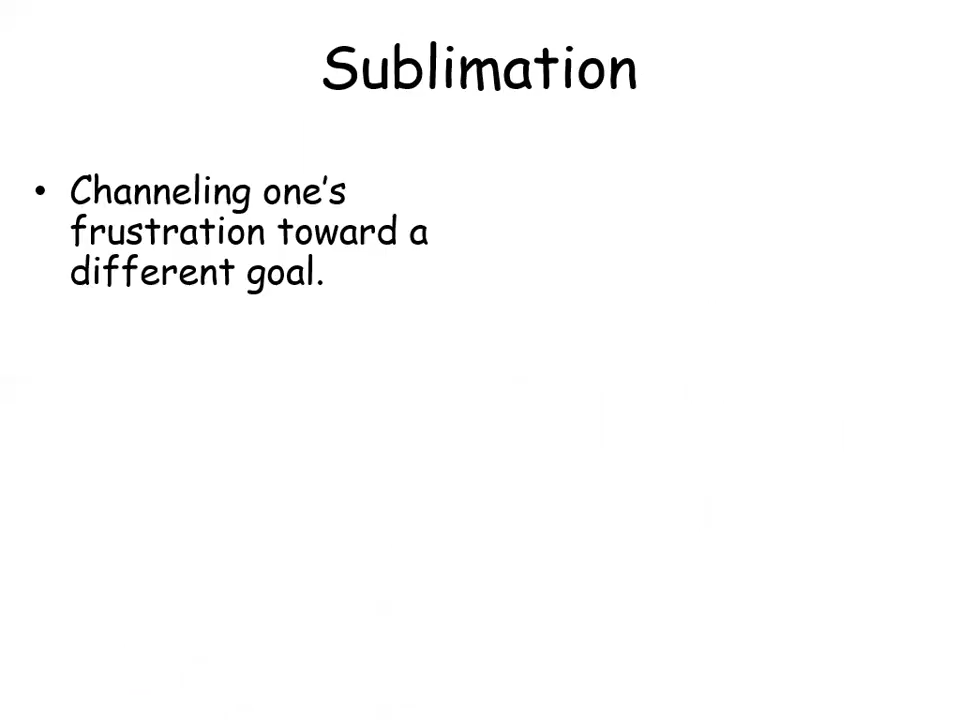 Sublimation
• Channeling one’s
frustration toward a
different goal.